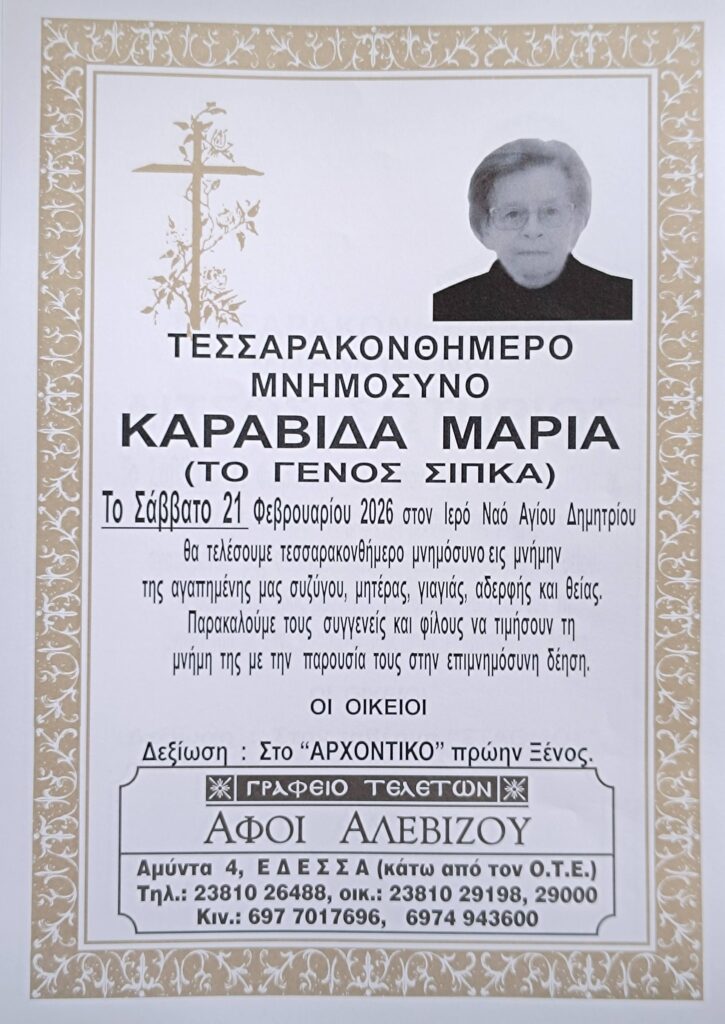 ΤΕΣΣΑΡΑΚΟΝΘΗΜΕΡΟ
ΜΝΗΜΟΣΥΝΟ
ΚΑΡΑΒΙΔΑ ΜΑΡΙΑ
(ΤΟ ΓΕΝΟΣ ΣΙΠΚΑ)
Το Σάββατο 21 Φεβρουαρίου 2026 στον Ιερό Ναό Αγίου Δημητρίου
θα τελέσουμε τεσσαρακονθήμερο μνημόσυνο εις μνήμην
της αγαπημένης μας συζύγου, μητέρας, γιαγιάς, αδερφής και θείας.
Παρακαλούμε τους συγγενείς και φίλους να τιμήσουν τη
μνήμη της με την παρουσία τους στην επιμνημόσυνη δέηση.
ΟΙ ΟΙΚΕΙΟΙ
Δεξίωση : Στο “ΑΡΧΟΝΤΙΚΟ” πρώην Ξένος.
ΓΡΑΦΕΙΟ ΤΕΛΕΤΩΝ
ΑΦΟΙ ΑΛΕΒΙΖΟΥ
Αμύντα 4, ΕΔΕΣΣΑ (κάτω από τον Ο.Τ.Ε.)
Τηλ.: 23810 26488, οικ.: 23810 29198, 29000
Κιν.: 697 7017696, 6974 943600